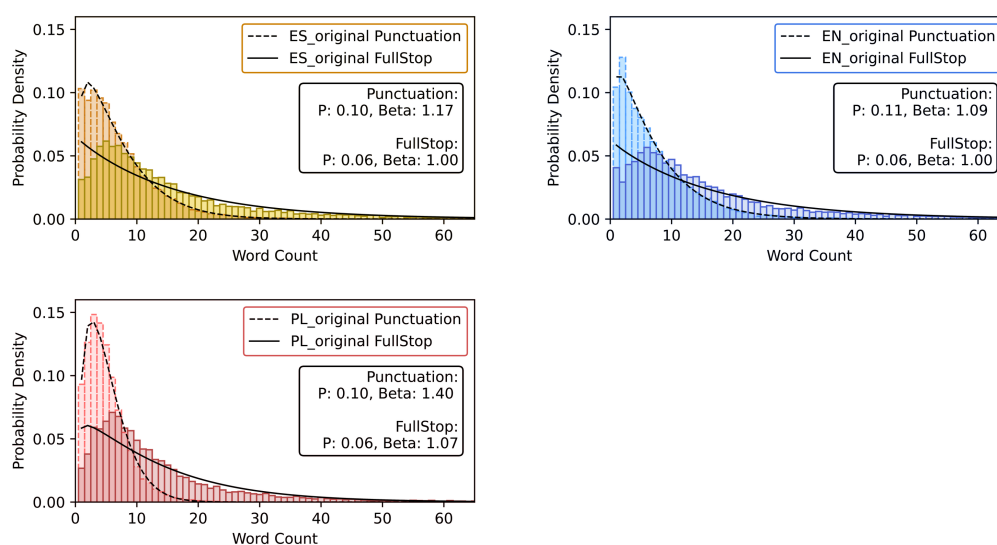 0.15
0.10
0.05
0.00
Probability Density
0 10 20 30 40 50 60
Word Count
ES_original Punctuation
ES_original FullStop
Punctuation:
P: 0.10, Beta: 1.17
FullStop:
P: 0.06, Beta: 1.00
0.15
0.10
0.05
0.00
Probability Density
0 10 20 30 40 50 60
Word Count
EN_original Punctuation
EN_original FullStop
Punctuation:
P: 0.11, Beta: 1.09
FullStop:
P: 0.06, Beta: 1.00
0.15
0.10
0.05
0.00
Probability Density
0 10 20 30 40 50 60
Word Count
PL_original Punctuation
PL_original FullStop
Punctuation:
P: 0.10, Beta: 1.40
FullStop:
P: 0.06, Beta: 1.07